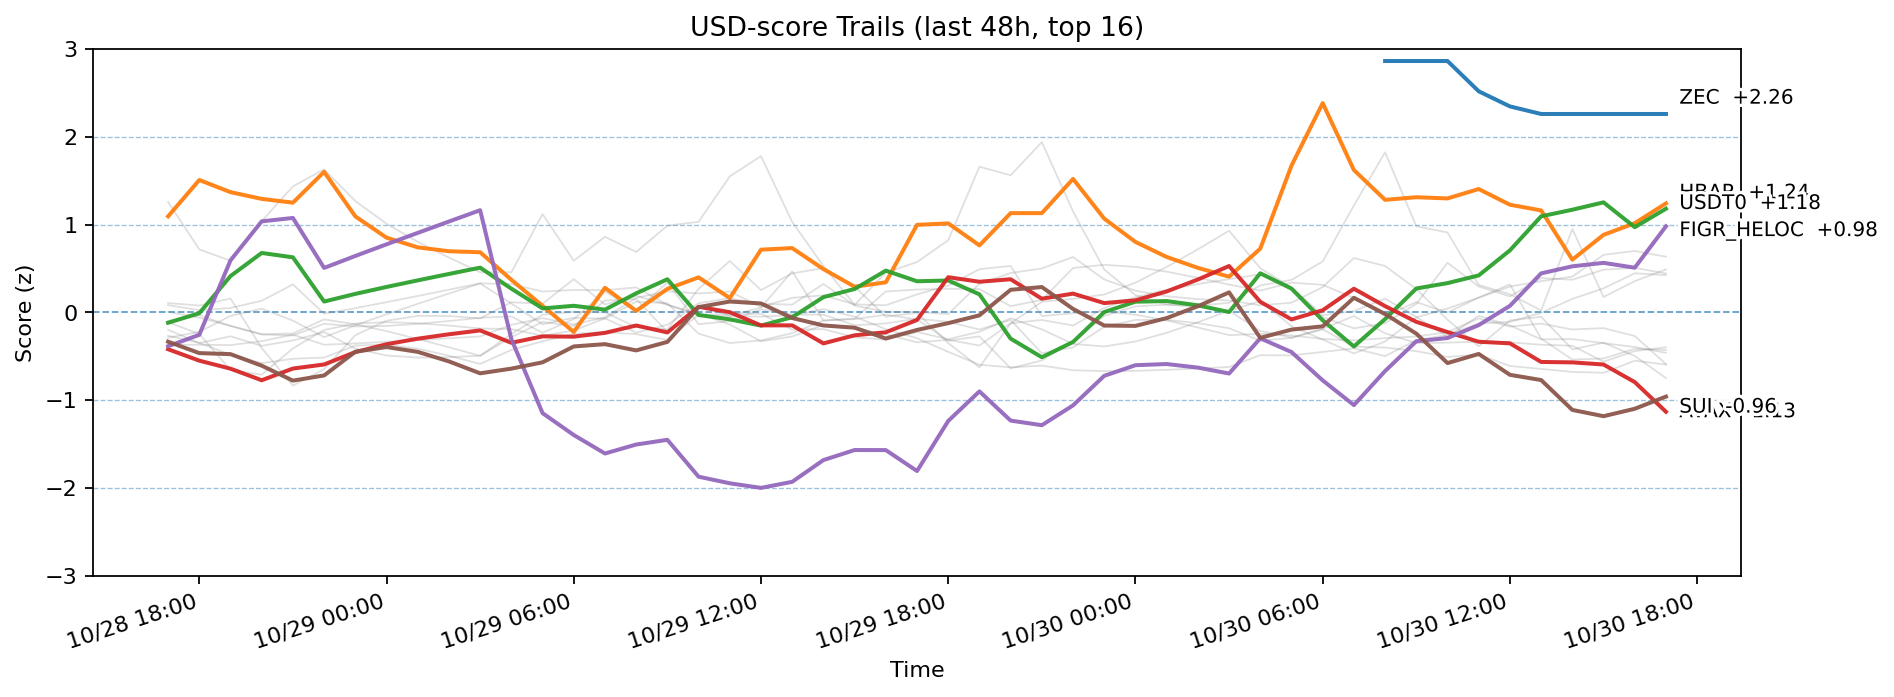 USD-score Trails (last 48h, top 16)
Score (z)
3
2
1
0
−1
−2
−3
ZEC +2.26
HBAR +1.24
USDT0 +1.18
FIGR_HELOC +0.98
SUI -0.96
10/28 18:00
10/29 00:00
10/29 06:00
10/29 12:00
10/29 18:00
10/30 00:00
10/30 06:00
10/30 12:00
10/30 18:00
Time